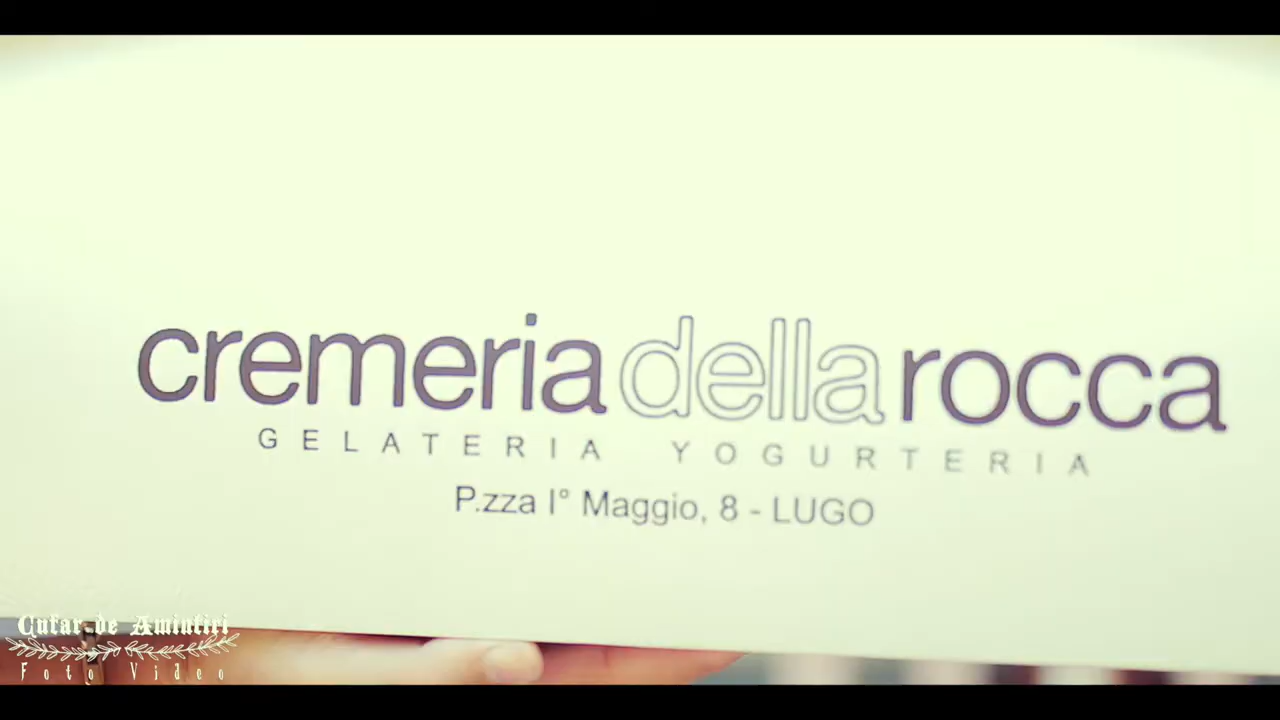 cremeria della rocca
GELATERIA YOGURTERIA
P.zza I° Maggio, 8 - LUGO
Cufar de Amintiri
Foto Video